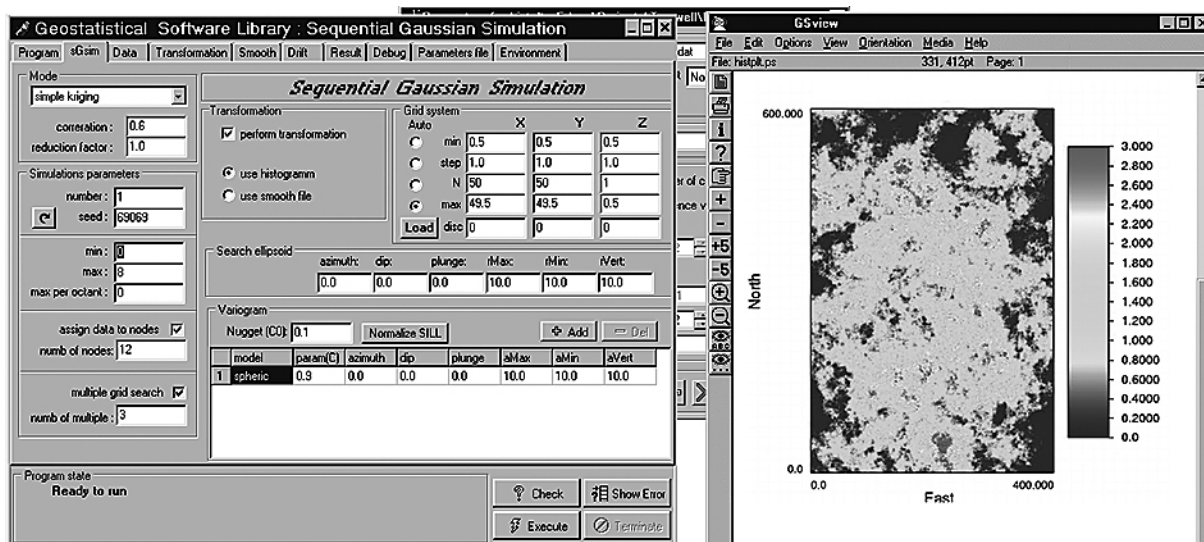 Geostatistical Software Library : Sequential Gaussian Simulation
Program sGsim Data Transformation Smooth Drift Result Debug Parameters file Environment
Mode
simple kriging
correration : 0.6
reduction factor : 1.0
Simulations parameters
number : 1
seed : 69069
min : 0
max : 8
max per octant : 0
assign data to nodes
numb of nodes: 12
multiple grid search
numb of multiple : 3
Sequential Gaussian Simulation
Transformation
perform transformation
use histogramm
use smooth file
Grid system
Auto X Y Z
min 0.5 0.5 0.5
step 1.0 1.0 1.0
N 50 50 1
max 49.5 49.5 0.5
Load disc 0 0 0
Search ellipsoid
azimuth: dip: plunge: rMax: rMin: rVert:
0.0 0.0 0.0 10.0 10.0 10.0
Variogram
Nugget (C0): 0.1 Normalize SILL Add Del
model param(C) azimuth dip plunge aMax aMin aVert
1 spheric 0.9 0.0 0.0 0.0 10.0 10.0 10.0
Program state
Ready to run
Check Show Error
Execute Terminate
dat
No
GSview
File Edit Options View Orientation Media Help
File: histplt.ps 331, 412pt Page: 1
i
?
+
-
+5
-5
600.000
North
0.0
0.0 400.000
East
3.000
2.800
2.600
2.400
2.200
2.000
1.800
1.600
1.400
1.200
1.000
0.8000
0.6000
0.4000
0.2000
0.0